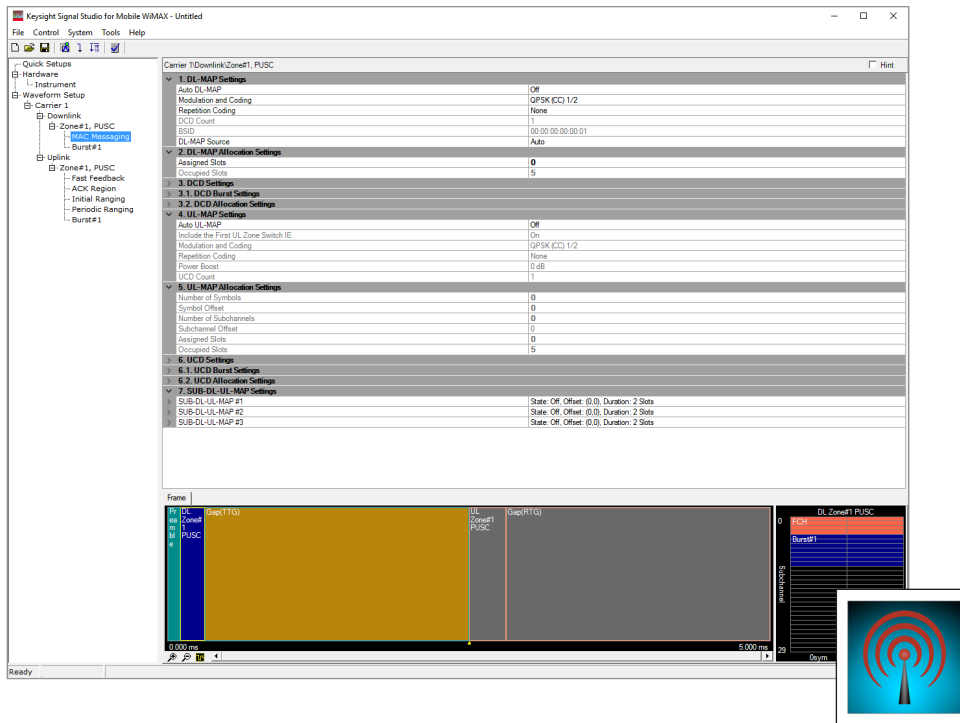 Keysight Signal Studio for Mobile WiMAX - Untitled
File Control System Tools Help
Quick Setups
Hardware
Instrument
Waveform Setup
Carrier 1
Downlink
Zone#1, PUSC
MAC Messaging
Burst#1
Uplink
Zone#1, PUSC
Fast Feedback
ACK Region
Initial Ranging
Periodic Ranging
Burst#1
Carrier 1\Downlink\Zone#1, PUSC Hint
1. DL-MAP Settings
Auto DL-MAP Off
Modulation and Coding QPSK (CC) 1/2
Repetition Coding None
DCD Count 1
BSID 00:00:00:00:00:01
DL-MAP Source Auto
2. DL-MAP Allocation Settings
Assigned Slots 0
Occupied Slots 5
3. DCD Settings
3.1. DCD Burst Settings
3.2. DCD Allocation Settings
4. UL-MAP Settings
Auto UL-MAP Off
Include the First UL Zone Switch IE On
Modulation and Coding QPSK (CC) 1/2
Repetition Coding None
Power Boost 0 dB
UCD Count 1
5. UL-MAP Allocation Settings
Number of Symbols 0
Symbol Offset 0
Number of Subchannels 0
Subchannel Offset 0
Assigned Slots 0
Occupied Slots 5
6. UCD Settings
6.1. UCD Burst Settings
6.2. UCD Allocation Settings
7. SUB-DL-UL-MAP Settings
SUB-DL-UL-MAP #1 State: Off, Offset: (0,0), Duration: 2 Slots
SUB-DL-UL-MAP #2 State: Off, Offset: (0,0), Duration: 2 Slots
SUB-DL-UL-MAP #3 State: Off, Offset: (0,0), Duration: 2 Slots
Frame
Pr
ea
m
bl
e
DL
Zone#
1
PUSC
Gap(TTG)
UL
Zone#1
PUSC
Gap(RTG)
0.000 ms 5.000 ms
DL Zone#1 PUSC
0
FCH
Burst#1
Subchannel
29
0sym
Ready